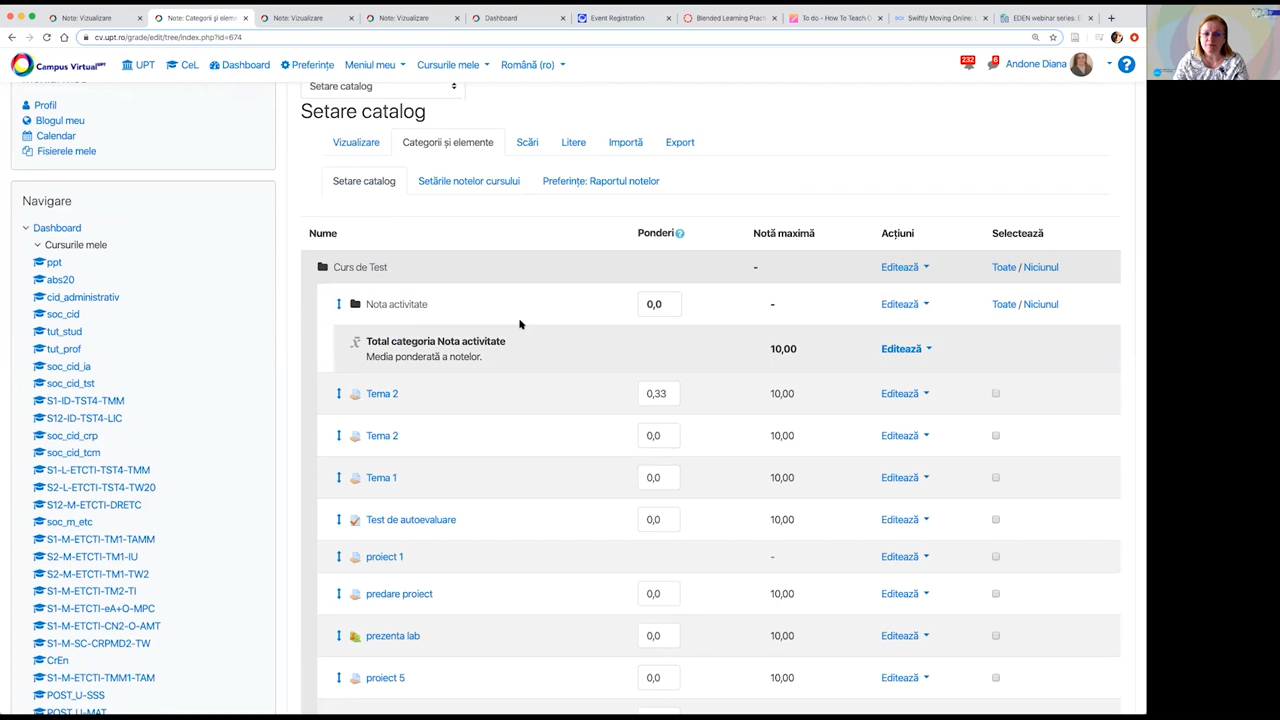 Note: Vizualizare
Note: Categorii și eleme
Note: Vizualizare
Note: Vizualizare
Dashboard
Event Registration
Blended Learning Pract
To do - How To Teach O
Swiftly Moving Online: L
EDEN webinar series: E
cv.upt.ro/grade/edit/tree/index.php?id=674
Campus Virtual UPT
UPT
CeL
Dashboard
Preferințe
Meniul meu
Cursurile mele
Română (ro)
232
6
Andone Diana
Profil
Blogul meu
Calendar
Fisierele mele
Navigare
Dashboard
Cursurile mele
ppt
abs20
cid_administrativ
soc_cid
tut_stud
tut_prof
soc_cid_ia
soc_cid_tst
S1-ID-TST4-TMM
S12-ID-TST4-LIC
soc_cid_crp
soc_cid_tcm
S1-L-ETCTI-TST4-TMM
S2-L-ETCTI-TST4-TW20
S12-M-ETCTI-DRETC
soc_m_etc
S1-M-ETCTI-TM1-TAMM
S2-M-ETCTI-TM1-IU
S2-M-ETCTI-TM1-TW2
S1-M-ETCTI-TM2-TI
S1-M-ETCTI-eA+O-MPC
S1-M-ETCTI-CN2-O-AMT
S1-M-SC-CRPMD2-TW
CrEn
S1-M-ETCTI-TMM1-TAM
POST_U-SSS
POST_U-MAT
Setare catalog
Setare catalog
Vizualizare
Categorii și elemente
Scări
Litere
Importă
Export
Setare catalog
Setările notelor cursului
Preferințe: Raportul notelor
Nume Ponderi Notă maximă Acțiuni Selectează
Curs de Test - Editează Toate / Niciunul
Nota activitate 0,0 - Editează Toate / Niciunul
Total categoria Nota activitate
Media ponderată a notelor.
10,00 Editează
Tema 2 0,33 10,00 Editează
Tema 2 0,0 10,00 Editează
Tema 1 0,0 10,00 Editează
Test de autoevaluare 0,0 10,00 Editează
proiect 1 - Editează
predare proiect 0,0 10,00 Editează
prezenta lab 0,0 10,00 Editează
proiect 5 0,0 10,00 Editează